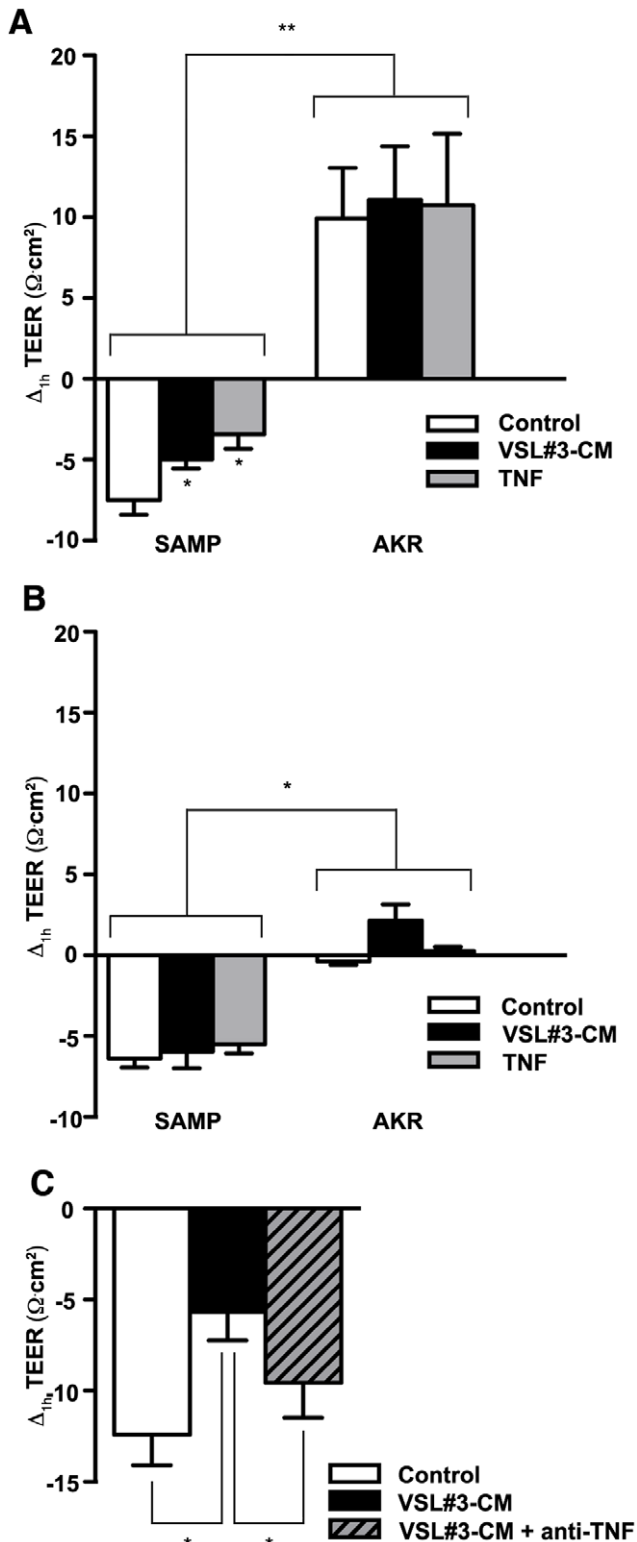 A
**
20
15
10
5
0
-5
-10
Δ1h TEER (Ω·cm²)
* *
Control
VSL#3-CM
TNF
SAMP AKR
B
20
15
10
5
0
-5
-10
Δ1h TEER (Ω·cm²)
*
Control
VSL#3-CM
TNF
SAMP AKR
C
0
-5
-10
-15
Δ1h TEER (Ω·cm²)
Control
VSL#3-CM
VSL#3-CM + anti-TNF
* *